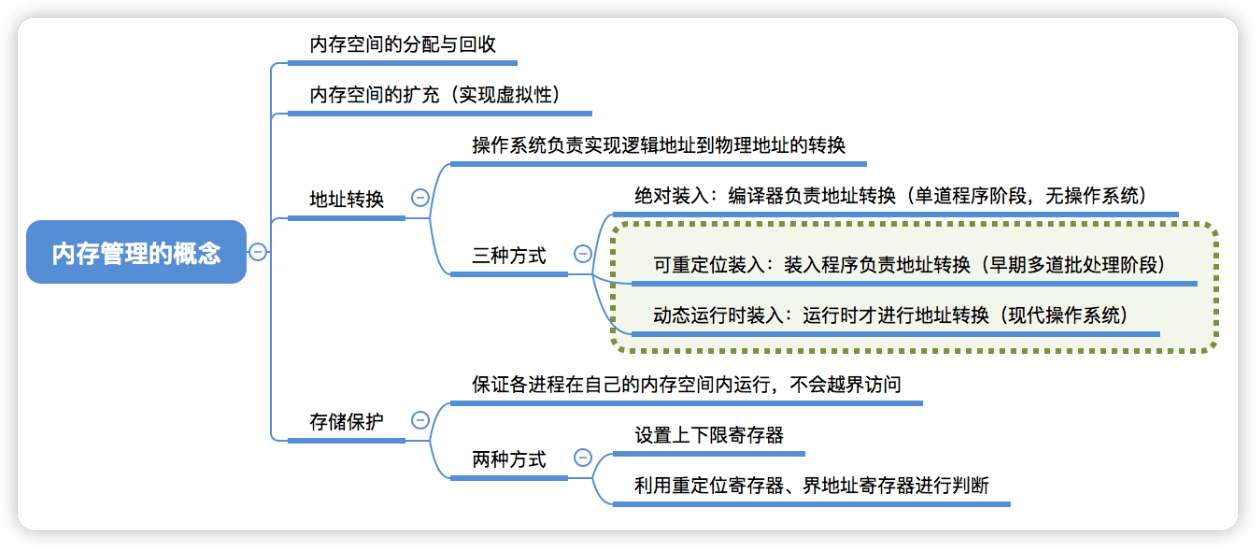 内存管理的概念
内存空间的分配与回收
内存空间的扩充（实现虚拟性）
地址转换
操作系统负责实现逻辑地址到物理地址的转换
三种方式
绝对装入：编译器负责地址转换（单道程序阶段，无操作系统）
可重定位装入：装入程序负责地址转换（早期多道批处理阶段）
动态运行时装入：运行时才进行地址转换（现代操作系统）
存储保护
保证各进程在自己的内存空间内运行，不会越界访问
两种方式
设置上下限寄存器
利用重定位寄存器、界地址寄存器进行判断